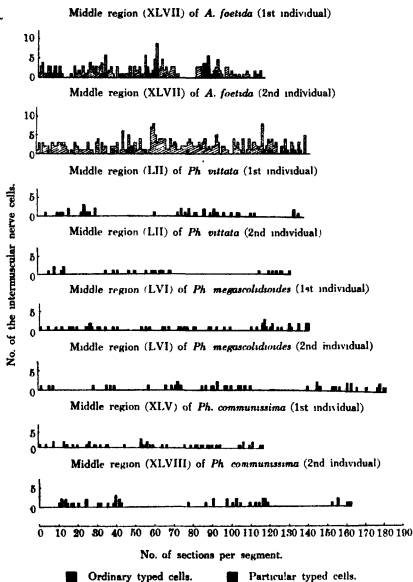 Middle region (XLVII) of A. foetida (1st individual)
10
5
0
Middle region (XLVII) of A. foetida (2nd individual)
10
5
0
Middle region (LII) of Ph vittata (1st individual)
5
0
Middle region (LII) of Ph vittata (2nd individual)
5
0
Middle region (LVI) of Ph megascolidioides (1st individual)
5
0
Middle region (LVI) of Ph megascolidioides (2nd individual)
5
0
Middle region (XLV) of Ph. communissima (1st individual)
5
0
Middle region (XLVIII) of Ph communissima (2nd individual)
5
0
0 10 20 30 40 50 60 70 80 90 100 110 120 130 140 150 160 170 180 190
No. of sections per segment.
No. of the intermuscular nerve cells.
Ordinary typed cells. Particular typed cells.